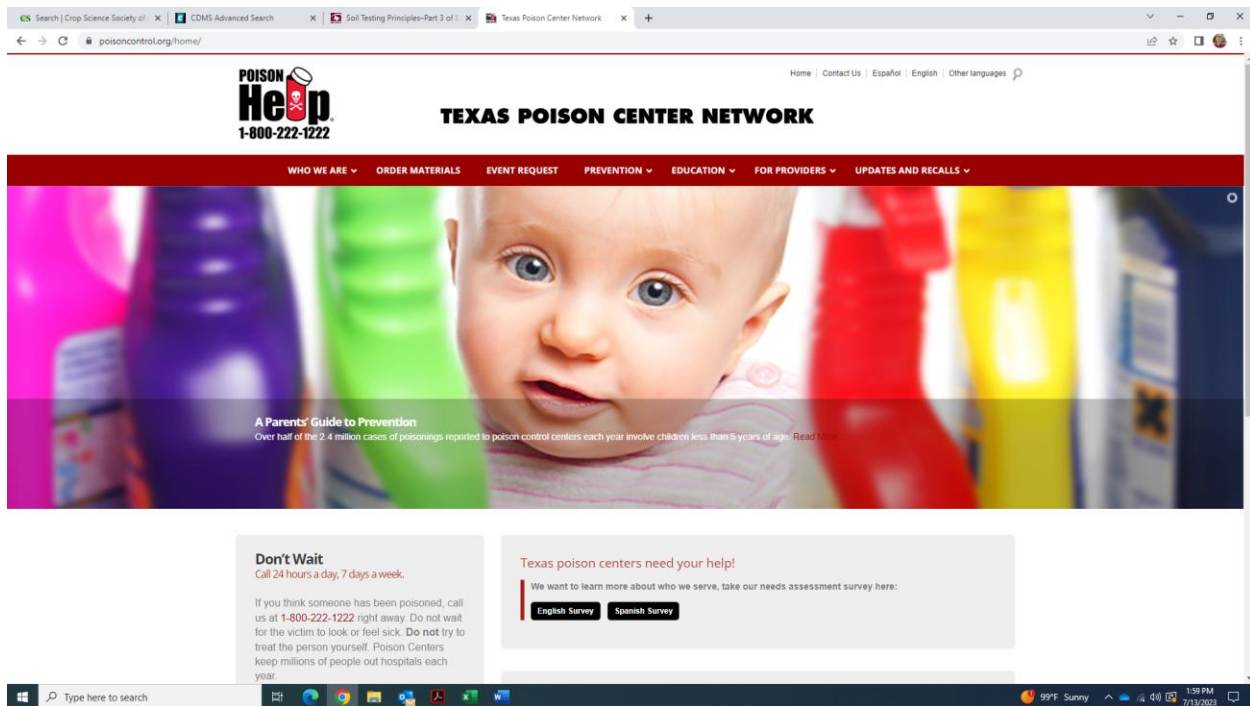 Search | Crop Science Society of
CDMS Advanced Search
Soil Testing Principles-Part 3 of
Texas Poison Center Network
poisoncontrol.org/home/
POISON
Help
1-800-222-1222
Home | Contact Us | Español | English | Other languages
TEXAS POISON CENTER NETWORK
WHO WE ARE
ORDER MATERIALS
EVENT REQUEST
PREVENTION
EDUCATION
FOR PROVIDERS
UPDATES AND RECALLS
A Parents' Guide to Prevention
Over half of the 2.4 million cases of poisonings reported to poison control centers each year involve children less than 5 years of age. Read More...
Don't Wait
Call 24 hours a day, 7 days a week.
If you think someone has been poisoned, call
us at 1-800-222-1222 right away. Do not wait
for the victim to look or feel sick. Do not try to
treat the person yourself. Poison Centers
keep millions of people out hospitals each
year.
Texas poison centers need your help!
We want to learn more about who we serve, take our needs assessment survey here:
English Survey
Spanish Survey
Type here to search
99°F Sunny
1:59 PM
7/13/2023